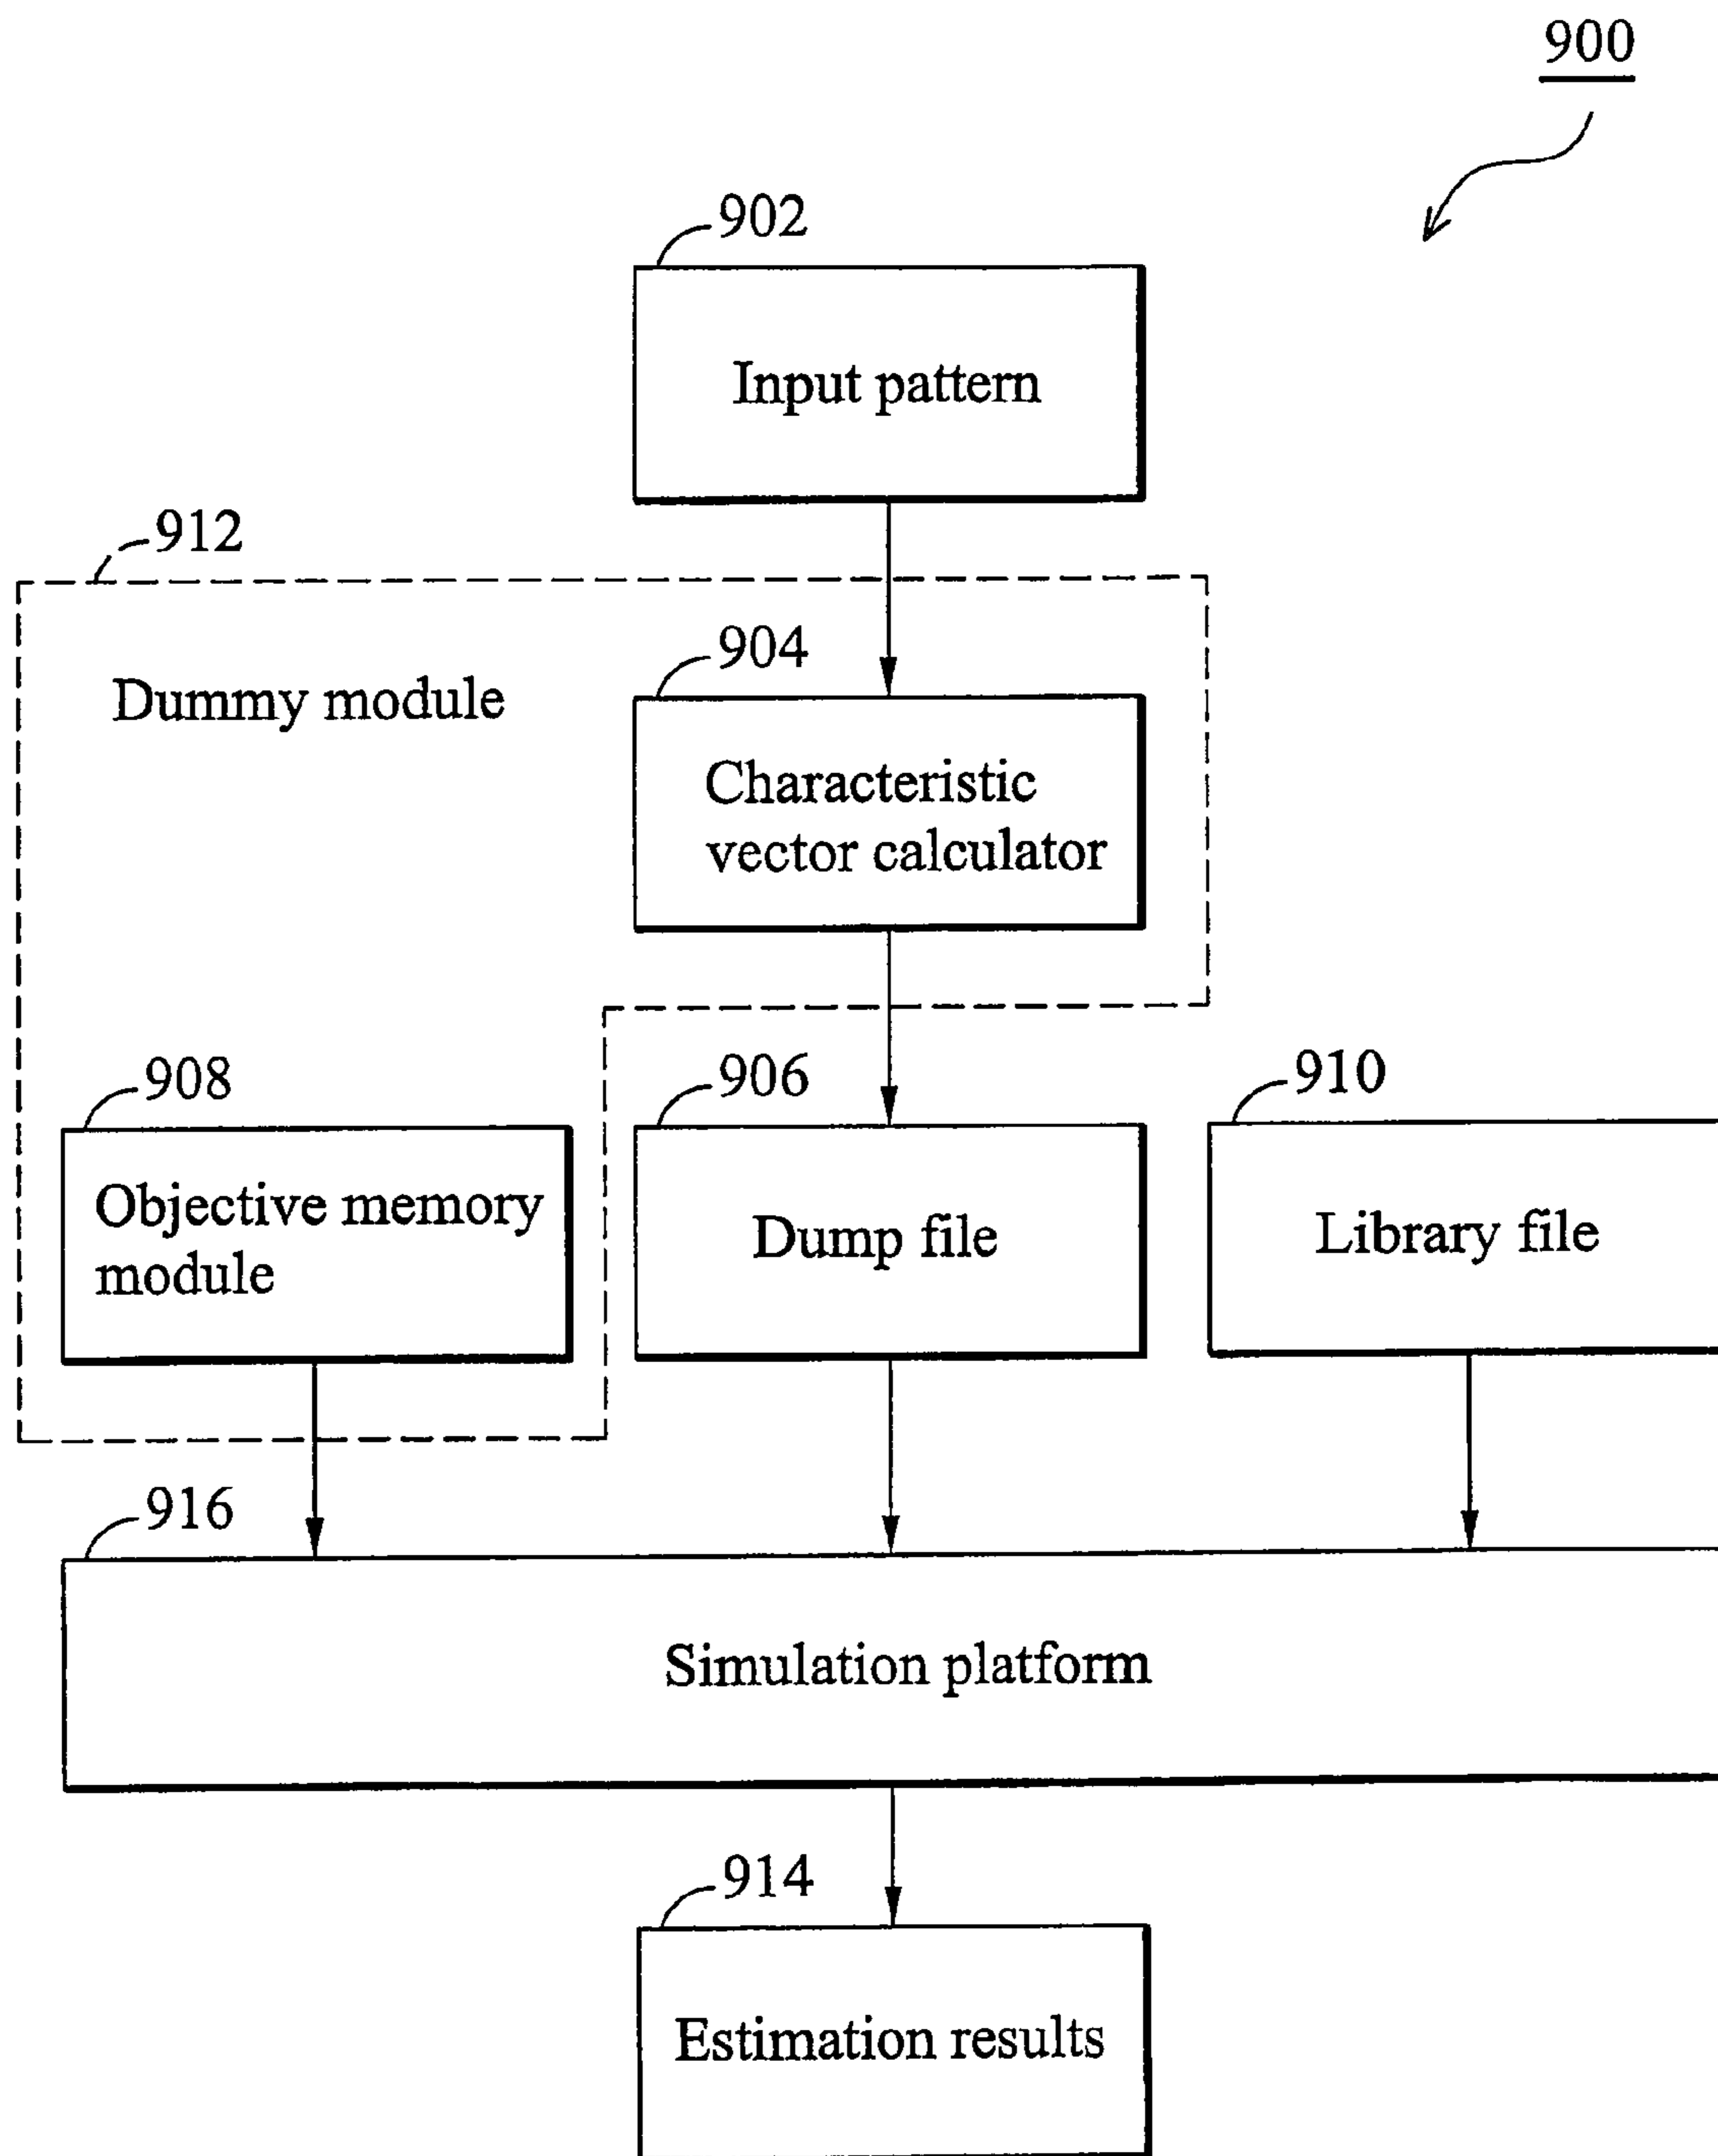 900
902
Input pattern
912
Dummy module
904
Characteristic
vector calculator
908
Objective memory
module
906
Dump file
910
Library file
916
Simulation platform
914
Estimation results